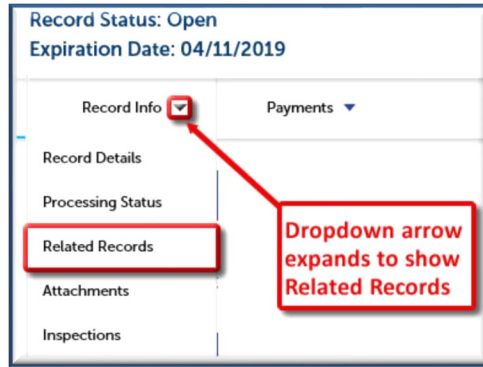 Record Status: Open
Expiration Date: 04/11/2019
Record Info Payments
Record Details
Processing Status
Related Records
Attachments
Inspections
Dropdown arrow
expands to show
Related Records